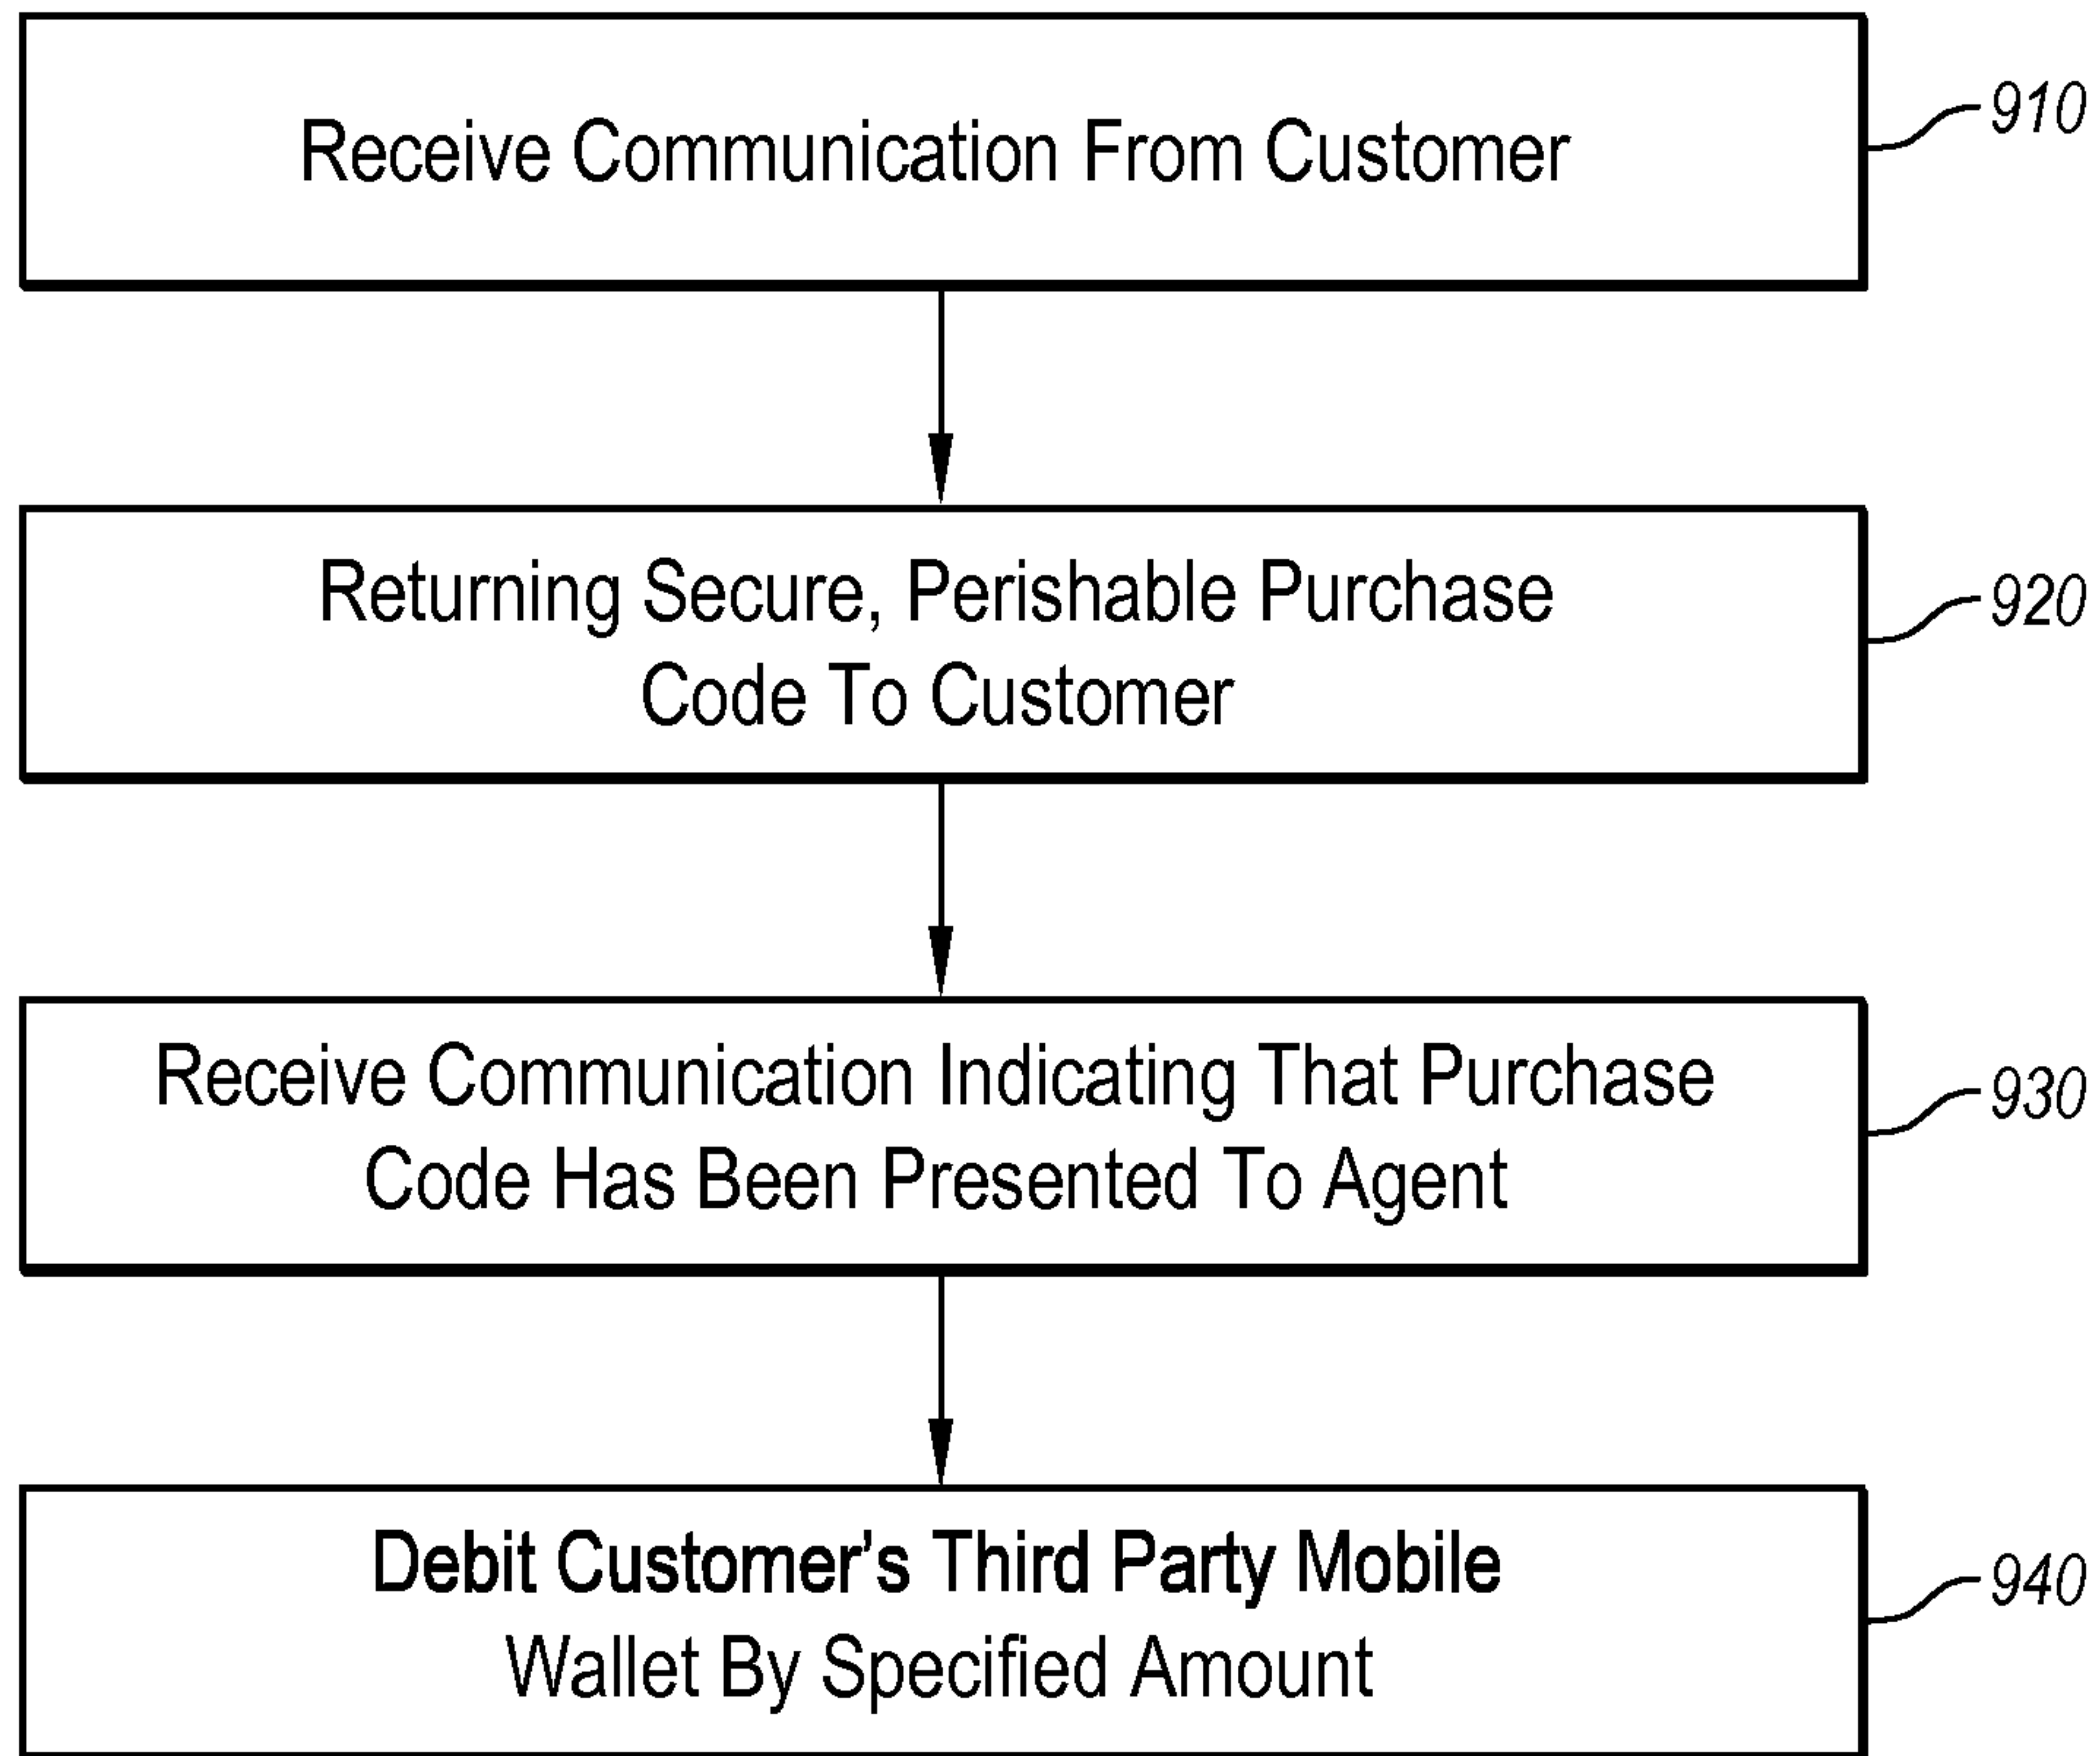 Receive Communication From Customer
910
Returning Secure, Perishable Purchase
Code To Customer
920
Receive Communication Indicating That Purchase
Code Has Been Presented To Agent
930
Debit Customer's Third Party Mobile
Wallet By Specified Amount
940